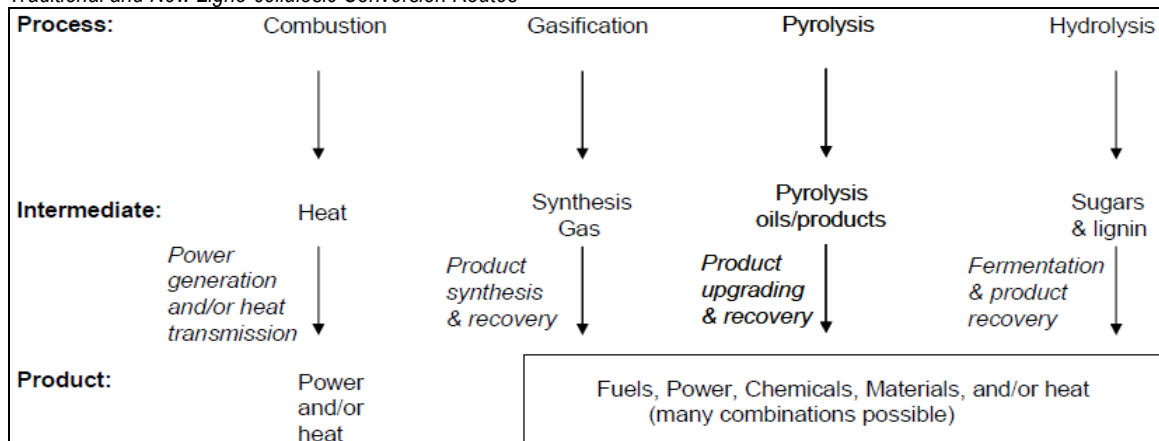 Traditional and New Ligno-cellulosic Conversion Routes
Process: Combustion Gasification Pyrolysis Hydrolysis
Intermediate: Heat Synthesis Gas Pyrolysis oils/products Sugars & lignin
Power generation and/or heat transmission
Product synthesis & recovery
Product upgrading & recovery
Fermentation & product recovery
Product: Power and/or heat
Fuels, Power, Chemicals, Materials, and/or heat
(many combinations possible)